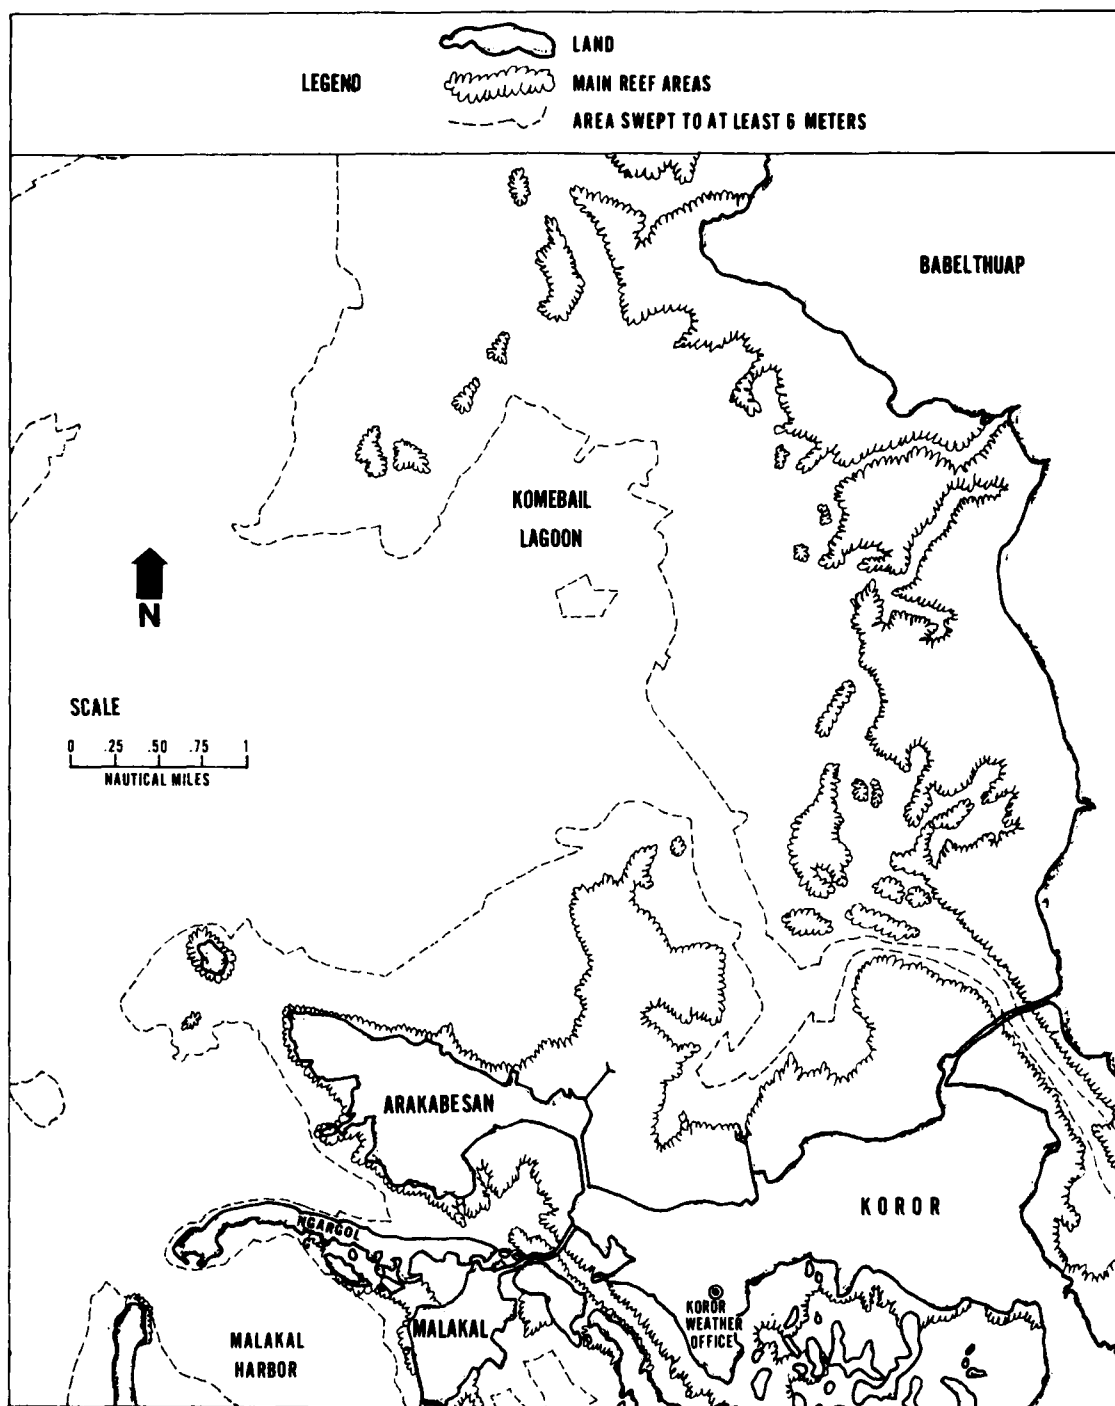 LEGEND
LAND
MAIN REEF AREAS
AREA SWEPT TO AT LEAST 6 METERS
BABELTHUAP
KOMEBAIL
LAGOON
N
SCALE
0 .25 .50 .75 1
NAUTICAL MILES
ARAKABESAN
KOROR
NGARGOL
KOROR
WEATHER
OFFICE
MALAKAL
MALAKAL
HARBOR